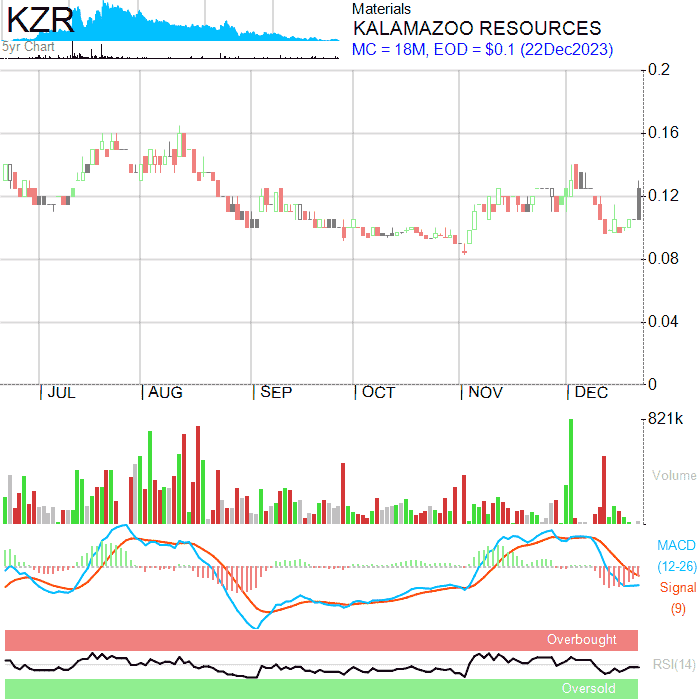 KZR
5yr Chart
Materials
KALAMAZOO RESOURCES
MC = 18M, EOD = $0.1 (22Dec2023)
0.2
0.16
0.12
0.08
0.04
0
JUL AUG SEP OCT NOV DEC
821k
Volume
MACD
(12-26)
Signal
(9)
Overbought
RSI(14)
Oversold